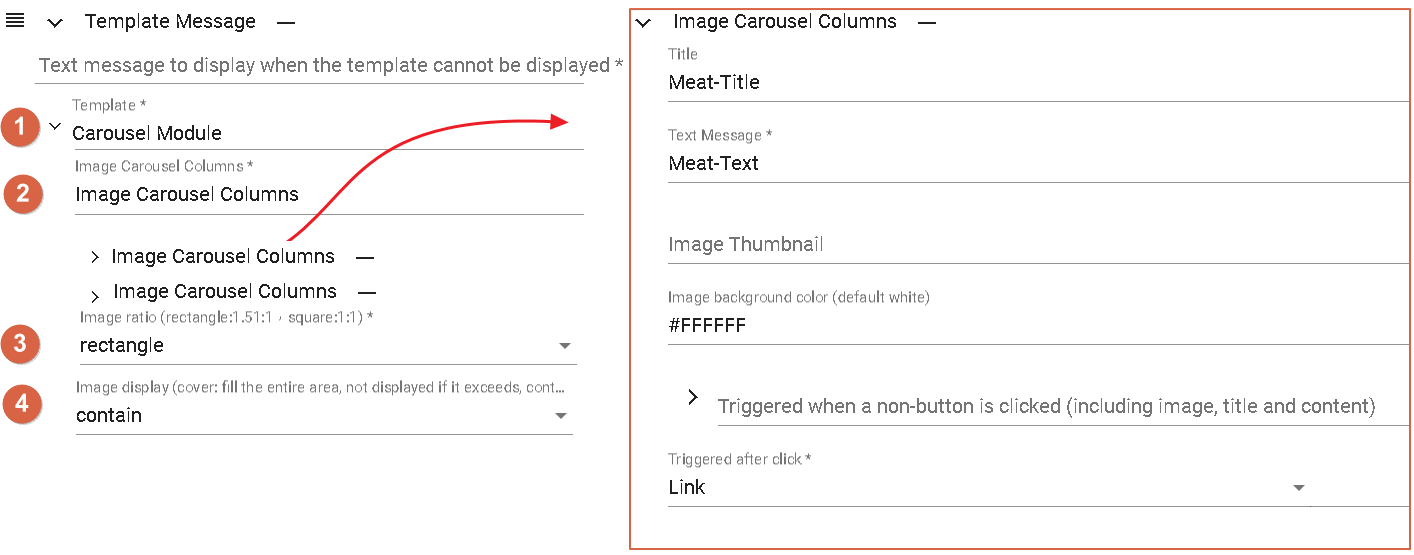 Template Message —
Text message to display when the template cannot be displayed *
1
Template *
Carousel Module
2
Image Carousel Columns *
Image Carousel Columns
Image Carousel Columns —
Image Carousel Columns —
3
Image ratio (rectangle:1.51:1，square:1:1) *
rectangle
4
Image display (cover: fill the entire area, not displayed if it exceeds, cont...
contain
Image Carousel Columns —
Title
Meat-Title
Text Message *
Meat-Text
Image Thumbnail
Image background color (default white)
#FFFFFF
Triggered when a non-button is clicked (including image, title and content)
Triggered after click *
Link